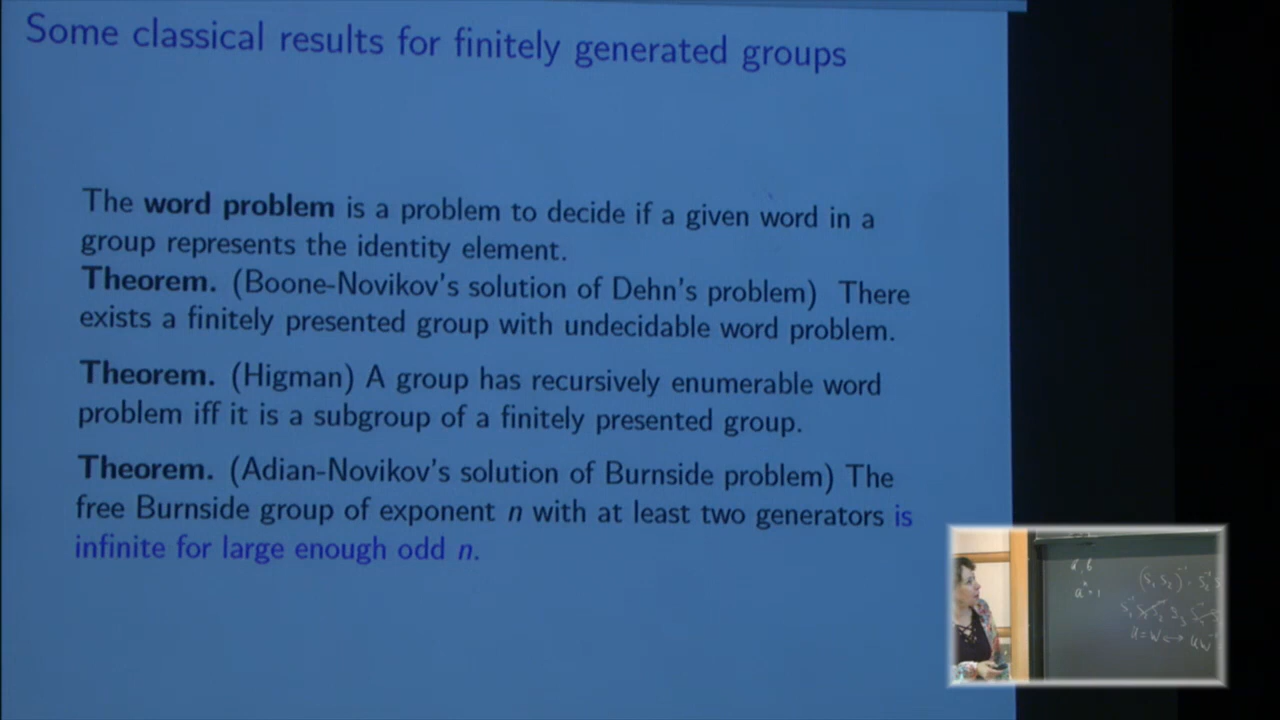 Some classical results for finitely generated groups
The word problem is a problem to decide if a given word in a
group represents the identity element.
Theorem. (Boone-Novikov's solution of Dehn's problem) There
exists a finitely presented group with undecidable word problem.
Theorem. (Higman) A group has recursively enumerable word
problem iff it is a subgroup of a finitely presented group.
Theorem. (Adian-Novikov's solution of Burnside problem) The
free Burnside group of exponent n with at least two generators is
infinite for large enough odd n.
a, b